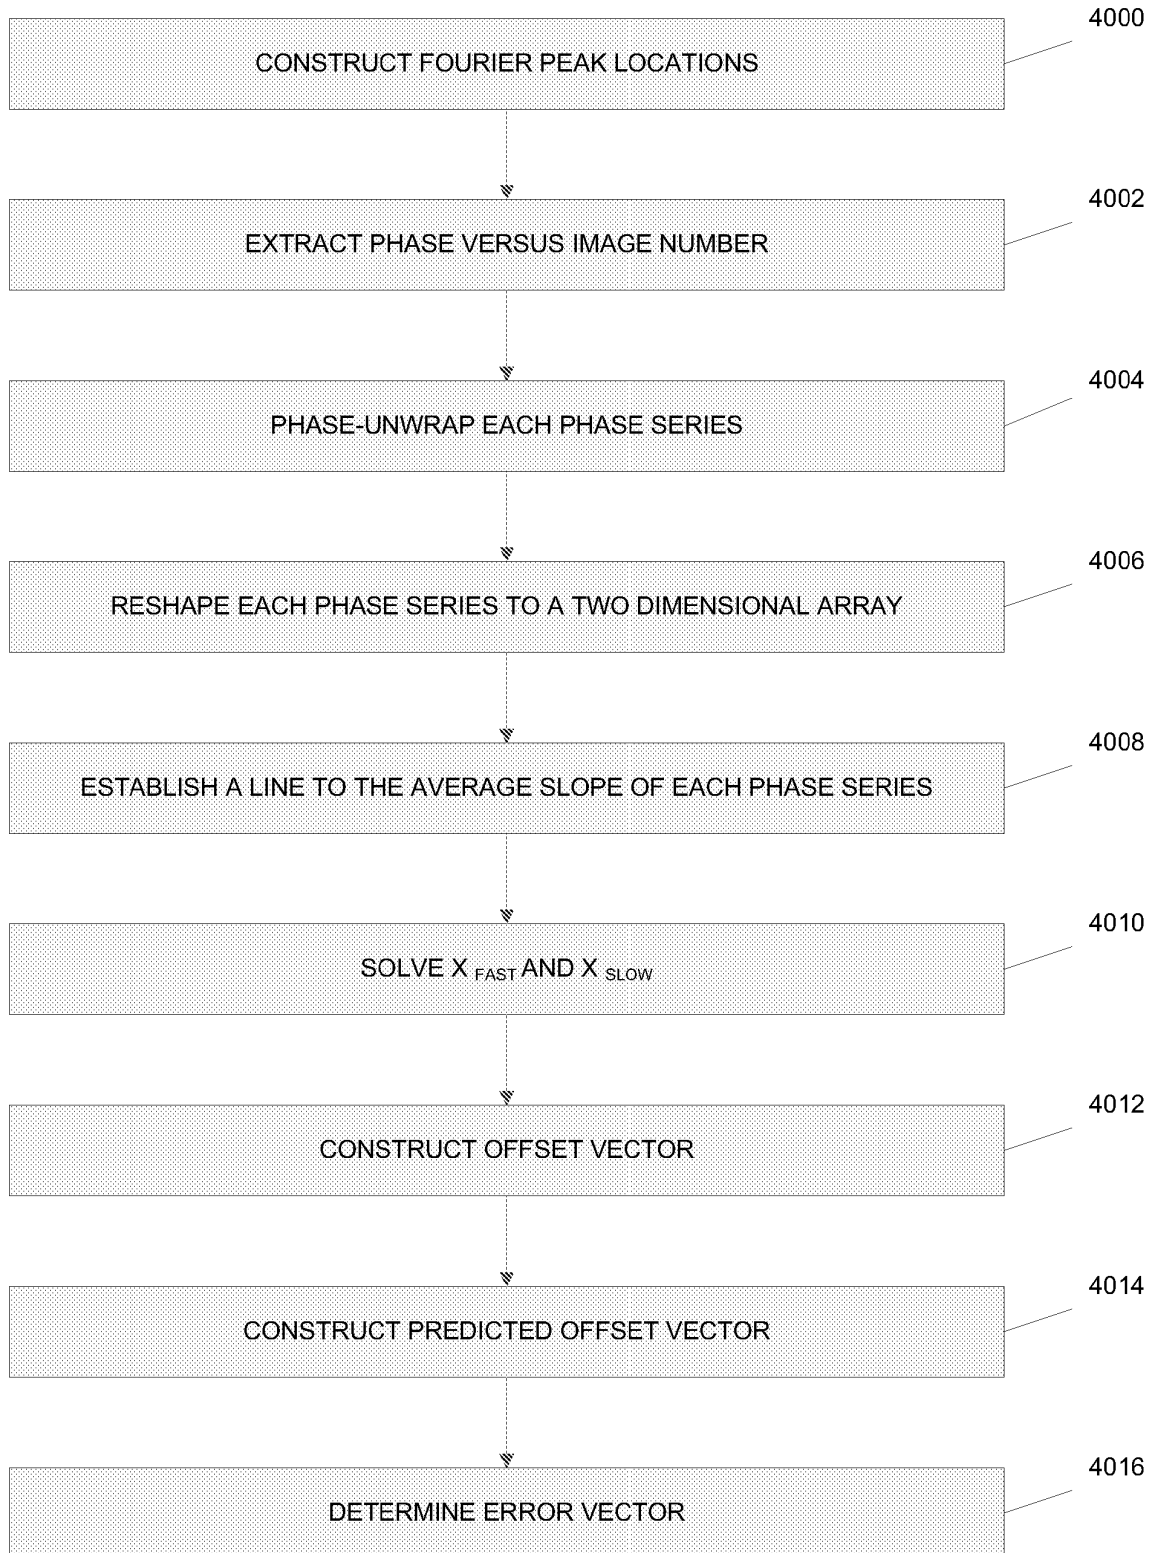 4000
CONSTRUCT FOURIER PEAK LOCATIONS
4002
EXTRACT PHASE VERSUS IMAGE NUMBER
4004
PHASE-UNWRAP EACH PHASE SERIES
4006
RESHAPE EACH PHASE SERIES TO A TWO DIMENSIONAL ARRAY
4008
ESTABLISH A LINE TO THE AVERAGE SLOPE OF EACH PHASE SERIES
4010
SOLVE X FAST AND X SLOW
4012
CONSTRUCT OFFSET VECTOR
4014
CONSTRUCT PREDICTED OFFSET VECTOR
4016
DETERMINE ERROR VECTOR